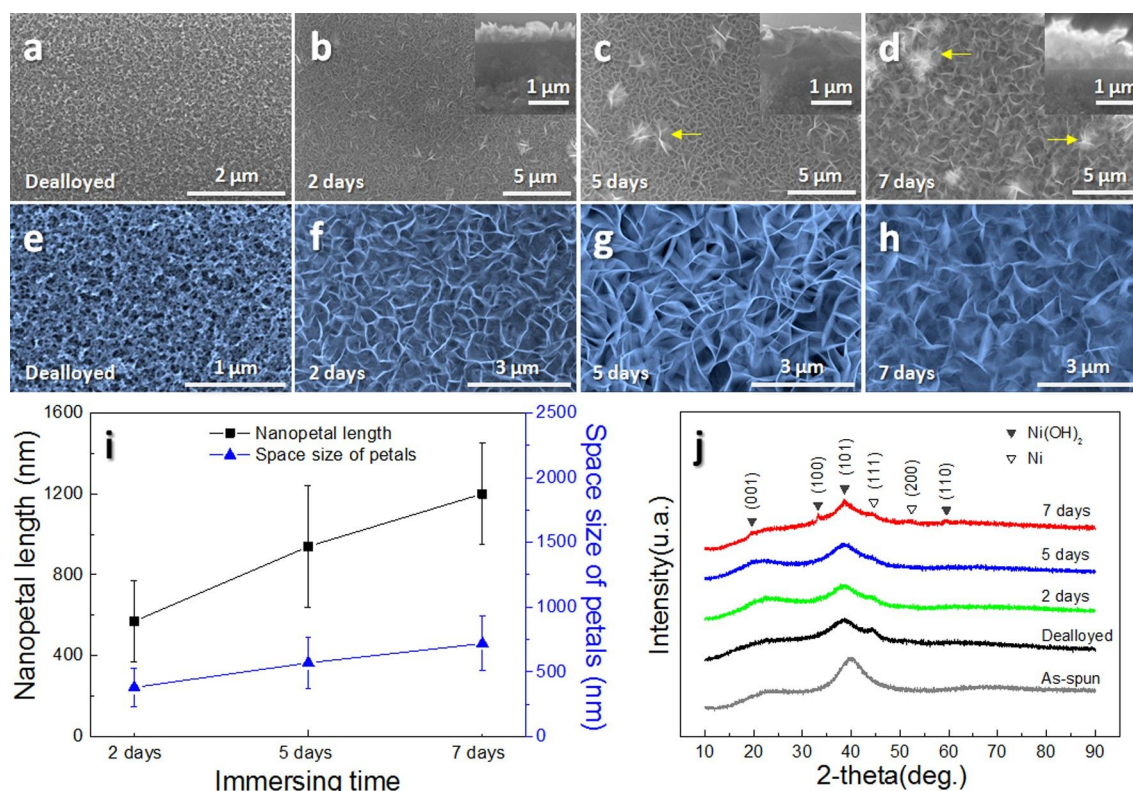 a
Dealloyed
2 μm
b
2 days
5 μm
1 μm
c
5 days
5 μm
1 μm
d
7 days
5 μm
1 μm
e
Dealloyed
1 μm
f
2 days
3 μm
g
5 days
3 μm
h
7 days
3 μm
i
Nanopetal length
Space size of petals
Nanopetal length (nm)
1600
1200
800
400
0
Space size of petals (nm)
2500
2000
1500
1000
500
0
2 days
5 days
7 days
Immersing time
j
Ni(OH)2
Ni
(001)
(100)
(101)
(111)
(200)
(110)
7 days
5 days
2 days
Dealloyed
As-spun
Intensity(u.a.)
10 20 30 40 50 60 70 80 90
2-theta(deg.)